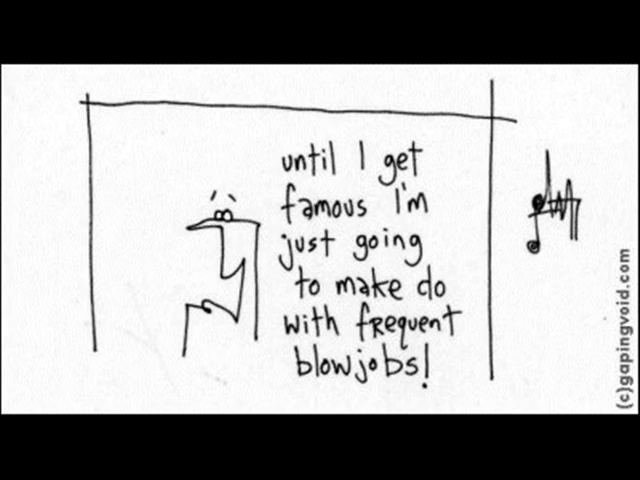 until I get
famous I'm
just going
to make do
with frequent
blowjobs!
(c)gapingvoid.com